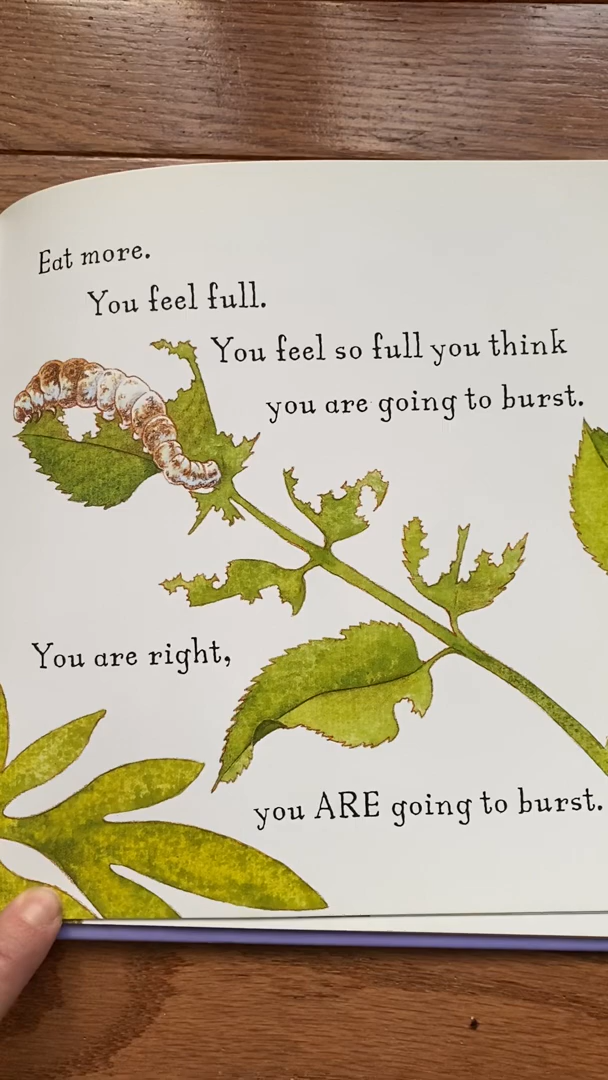 Eat more.
You feel full.
You feel so full you think
you are going to burst.
You are right,
you ARE going to burst.